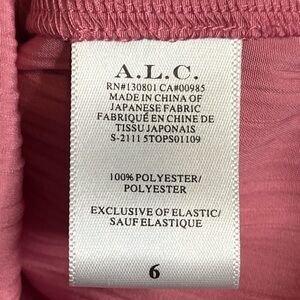 A.L.C.
RN#130801 CA#00985
MADE IN CHINA OF
JAPANESE FABRIC
FABRIQUÉ EN CHINE DE
TISSU JAPONAIS
S-2111 5TOPS01109
100% POLYESTER/
POLYESTER
EXCLUSIVE OF ELASTIC/
SAUF ELASTIQUE
6